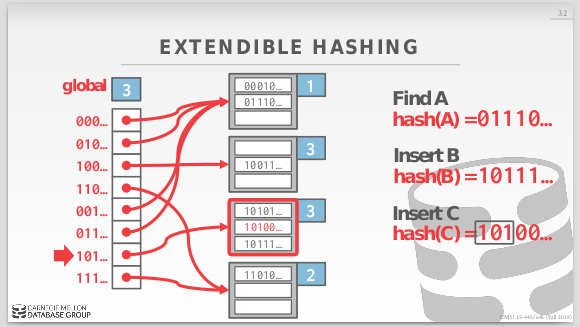 32
EXTENDIBLE HASHING
global 3
000...
010...
100...
110...
001...
011...
101...
111...
00010... 1
01110...
3
10011...
10101... 3
10100...
10111...
11010... 2
Find A
hash(A) =01110...
Insert B
hash(B) =10111...
Insert C
hash(C) =10100...
CARNEGIE MELLON
DATABASE GROUP
CMU 15-445/645 (Fall 2018)